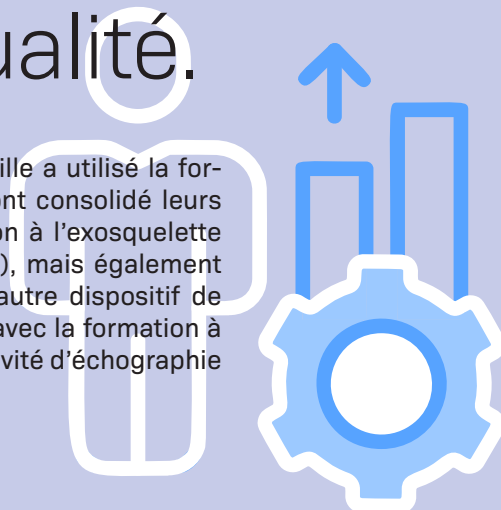 ualité.
ille a utilisé la for-
ont consolidé leurs
on à l'exosquelette
), mais également
autre dispositif de
avec la formation à
ivité d'échographie